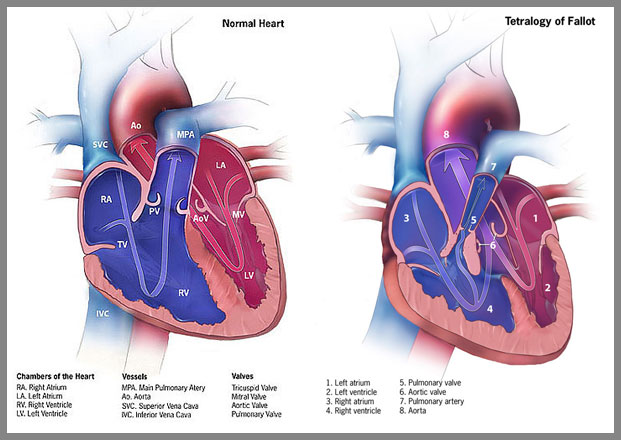 Normal Heart
Tetralogy of Fallot
Ao
MPA
SVC
LA
RA
PV
AoV
MV
TV
LV
RV
IVC
8
7
3
5
1
6
2
4
Chambers of the Heart
RA. Right Atrium
LA. Left Atrium
RV. Right Ventricle
LV. Left Ventricle
Vessels
MPA. Main Pulmonary Atery
Ao. Aorta
SVC. Superior Vena Cava
IVC. Inferior Vena Cava
Valves
Tricuspid Valve
Mitral Valve
Aortic Valve
Pulmonary Valve
1. Left atrium
2. Left ventricle
3. Right atrium
4. Right ventricle
5. Pulmonary valve
6. Aortic valve
7. Pulmonary artery
8. Aorta